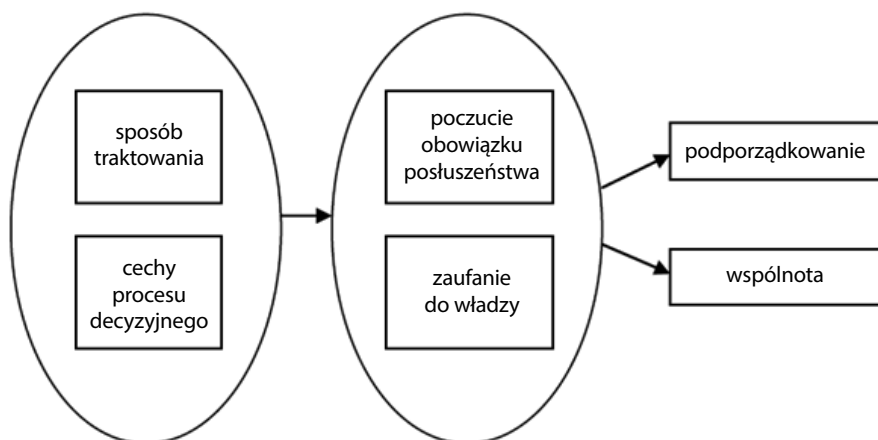 sposób
traktowania
cechy
procesu
decyzyjnego
poczucie
obowiązku
posłuszeństwa
zaufanie
do władzy
podporządkowanie
wspólnota